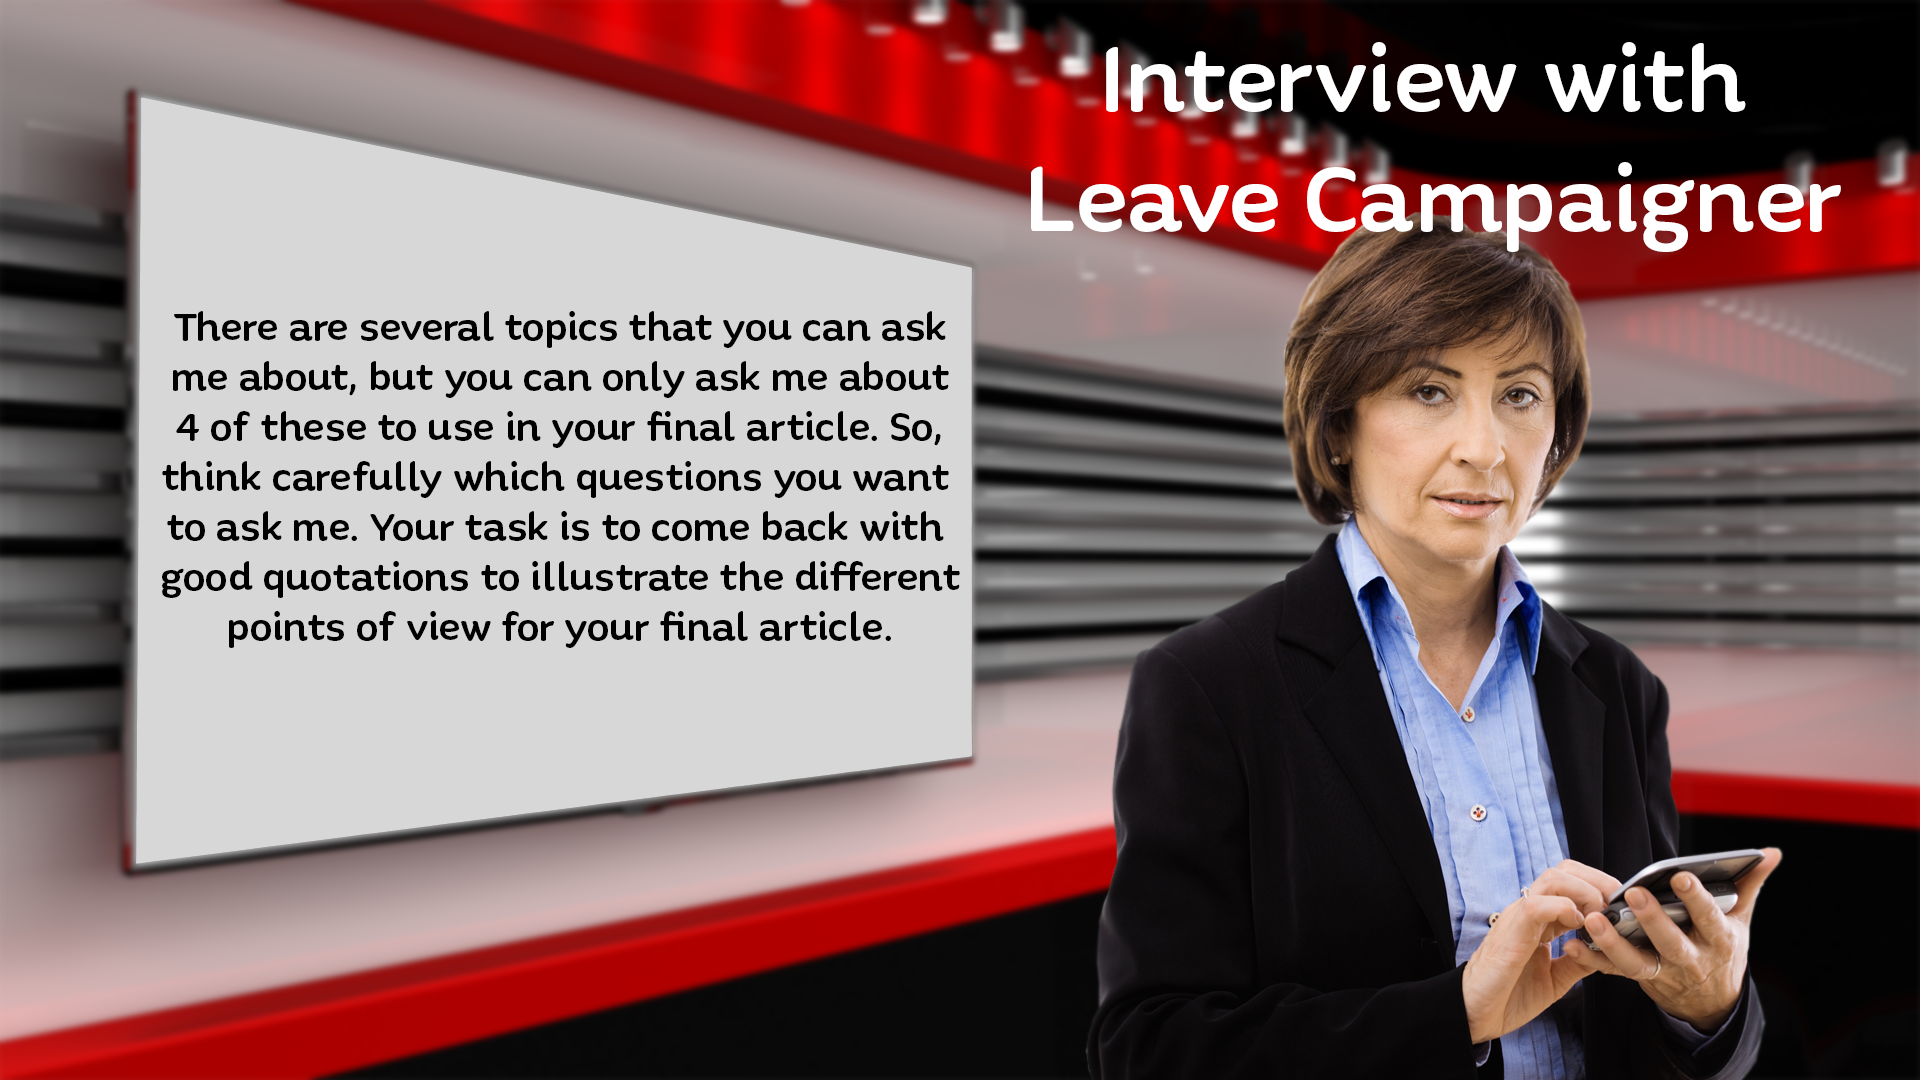 Interview with
Leave Campaigner
There are several topics that you can ask
me about, but you can only ask me about
4 of these to use in your final article. So,
think carefully which questions you want
to ask me. Your task is to come back with
good quotations to illustrate the different
points of view for your final article.